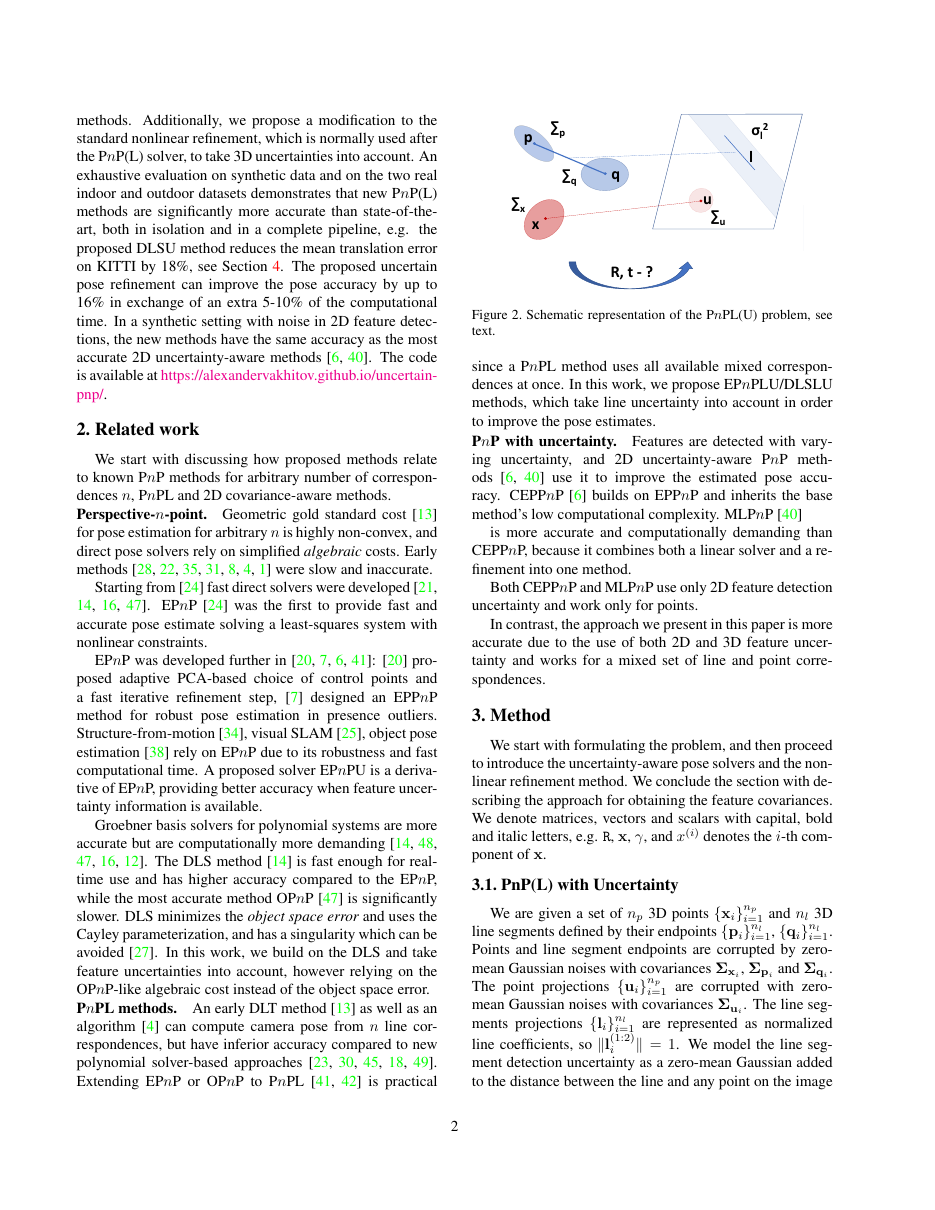 methods. Additionally, we propose a modification to the
standard nonlinear refinement, which is normally used after
the PnP(L) solver, to take 3D uncertainties into account. An
exhaustive evaluation on synthetic data and on the two real
indoor and outdoor datasets demonstrates that new PnP(L)
methods are significantly more accurate than state-of-the-
art, both in isolation and in a complete pipeline, e.g. the
proposed DLSU method reduces the mean translation error
on KITTI by 18%, see Section 4. The proposed uncertain
pose refinement can improve the pose accuracy by up to
16% in exchange of an extra 5-10% of the computational
time. In a synthetic setting with noise in 2D feature detec-
tions, the new methods have the same accuracy as the most
accurate 2D uncertainty-aware methods [6, 40]. The code
is available at https://alexandervakhitov.github.io/uncertain-
pnp/.
2. Related work
We start with discussing how proposed methods relate
to known PnP methods for arbitrary number of correspon-
dences n, PnPL and 2D covariance-aware methods.
Perspective-n-point. Geometric gold standard cost [13]
for pose estimation for arbitrary n is highly non-convex, and
direct pose solvers rely on simplified algebraic costs. Early
methods [28, 22, 35, 31, 8, 4, 1] were slow and inaccurate.
Starting from [24] fast direct solvers were developed [21,
14, 16, 47]. EPnP [24] was the first to provide fast and
accurate pose estimate solving a least-squares system with
nonlinear constraints.
EPnP was developed further in [20, 7, 6, 41]: [20] pro-
posed adaptive PCA-based choice of control points and
a fast iterative refinement step, [7] designed an EPPnP
method for robust pose estimation in presence outliers.
Structure-from-motion [34], visual SLAM [25], object pose
estimation [38] rely on EPnP due to its robustness and fast
computational time. A proposed solver EPnPU is a deriva-
tive of EPnP, providing better accuracy when feature uncer-
tainty information is available.
Groebner basis solvers for polynomial systems are more
accurate but are computationally more demanding [14, 48,
47, 16, 12]. The DLS method [14] is fast enough for real-
time use and has higher accuracy compared to the EPnP,
while the most accurate method OPnP [47] is significantly
slower. DLS minimizes the object space error and uses the
Cayley parameterization, and has a singularity which can be
avoided [27]. In this work, we build on the DLS and take
feature uncertainties into account, however relying on the
OPnP-like algebraic cost instead of the object space error.
PnPL methods. An early DLT method [13] as well as an
algorithm [4] can compute camera pose from n line cor-
respondences, but have inferior accuracy compared to new
polynomial solver-based approaches [23, 30, 45, 18, 49].
Extending EPnP or OPnP to PnPL [41, 42] is practical
p Σp
Σq q
Σx
x
σl²
l
u
Σu
R, t - ?
Figure 2. Schematic representation of the PnPL(U) problem, see
text.
since a PnPL method uses all available mixed correspon-
dences at once. In this work, we propose EPnPLU/DLSLU
methods, which take line uncertainty into account in order
to improve the pose estimates.
PnP with uncertainty. Features are detected with vary-
ing uncertainty, and 2D uncertainty-aware PnP meth-
ods [6, 40] use it to improve the estimated pose accu-
racy. CEPPnP [6] builds on EPPnP and inherits the base
method's low computational complexity. MLPnP [40]
is more accurate and computationally demanding than
CEPPnP, because it combines both a linear solver and a re-
finement into one method.
Both CEPPnP and MLPnP use only 2D feature detection
uncertainty and work only for points.
In contrast, the approach we present in this paper is more
accurate due to the use of both 2D and 3D feature uncer-
tainty and works for a mixed set of line and point corre-
spondences.
3. Method
We start with formulating the problem, and then proceed
to introduce the uncertainty-aware pose solvers and the non-
linear refinement method. We conclude the section with de-
scribing the approach for obtaining the feature covariances.
We denote matrices, vectors and scalars with capital, bold
and italic letters, e.g. R, x, γ, and x^(i) denotes the i-th com-
ponent of x.
3.1. PnP(L) with Uncertainty
We are given a set of n_p 3D points {x_i}_{i=1}^{n_p} and n_l 3D
line segments defined by their endpoints {p_i}_{i=1}^{n_l}, {q_i}_{i=1}^{n_l}.
Points and line segment endpoints are corrupted by zero-
mean Gaussian noises with covariances Σ_{x_i}, Σ_{p_i} and Σ_{q_i}.
The point projections {u_i}_{i=1}^{n_p} are corrupted with zero-
mean Gaussian noises with covariances Σ_{u_i}. The line seg-
ments projections {l_i}_{i=1}^{n_l} are represented as normalized
line coefficients, so ‖l_i^{(1:2)}‖ = 1. We model the line seg-
ment detection uncertainty as a zero-mean Gaussian added
to the distance between the line and any point on the image
2